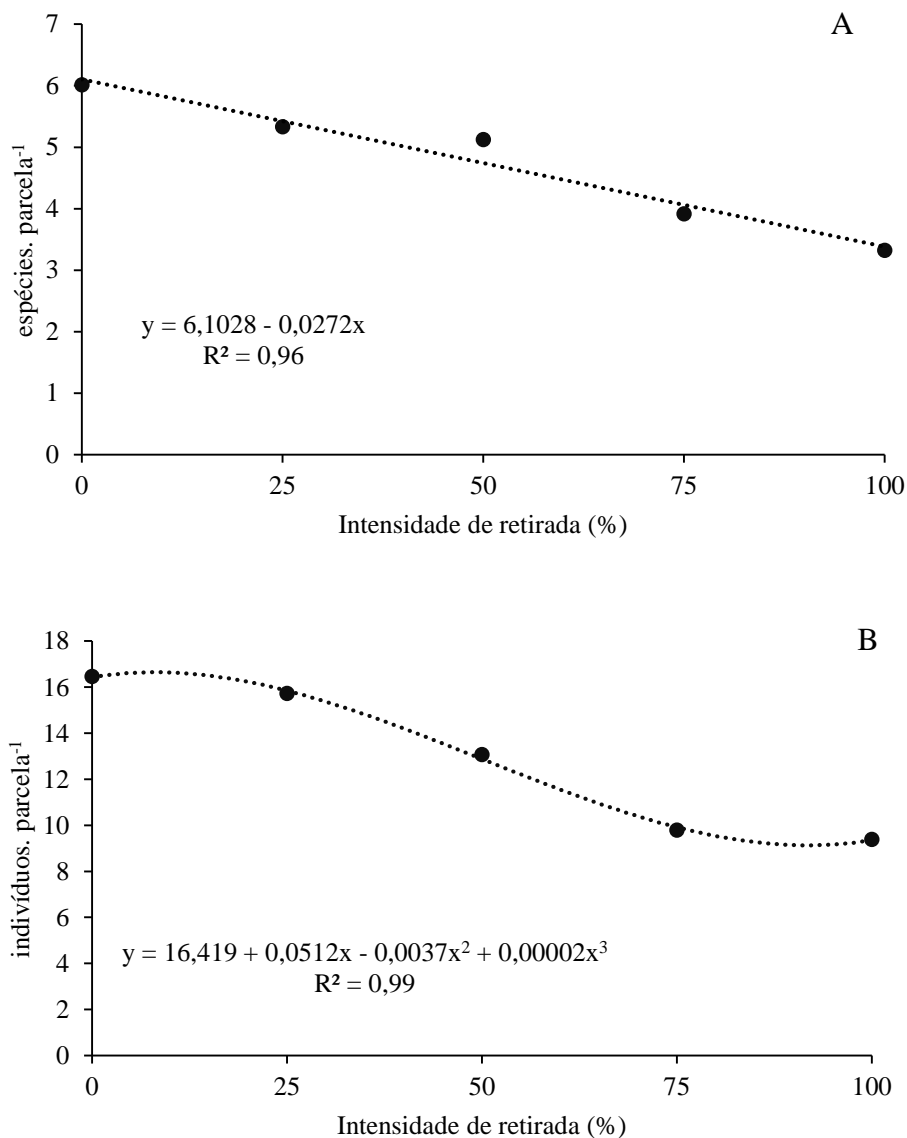 A
7
6
5
4
3
2
1
0
espécies. parcela⁻¹
y = 6,1028 - 0,0272x
R² = 0,96
0 25 50 75 100
Intensidade de retirada (%)
B
18
16
14
12
10
8
6
4
2
0
indivíduos. parcela⁻¹
y = 16,419 + 0,0512x - 0,0037x² + 0,00002x³
R² = 0,99
0 25 50 75 100
Intensidade de retirada (%)